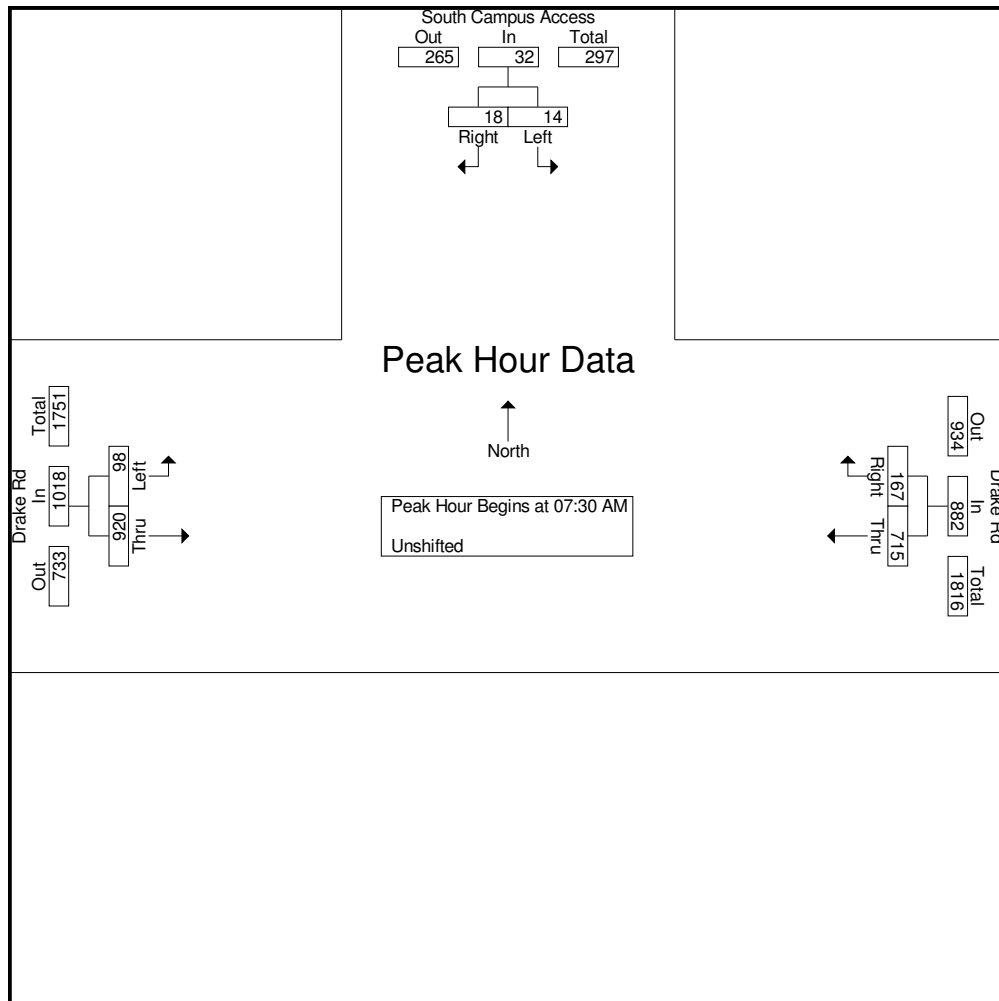 South Campus Access
Out In Total
265 32 297
18 14
Right Left
Peak Hour Data
North
Peak Hour Begins at 07:30 AM
Unshifted
Drake Rd
Total In Out
1751 1018 733
98 920
Left Thru
Drake Rd
Out In Total
934 882 1816
167 715
Right Thru